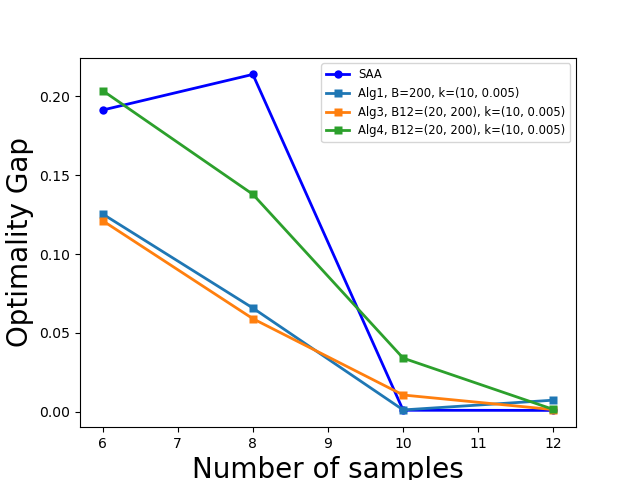 SAA
Alg1, B=200, k=(10, 0.005)
Alg3, B12=(20, 200), k=(10, 0.005)
Alg4, B12=(20, 200), k=(10, 0.005)
Optimality Gap
0.20
0.15
0.10
0.05
0.00
6 7 8 9 10 11 12
Number of samples